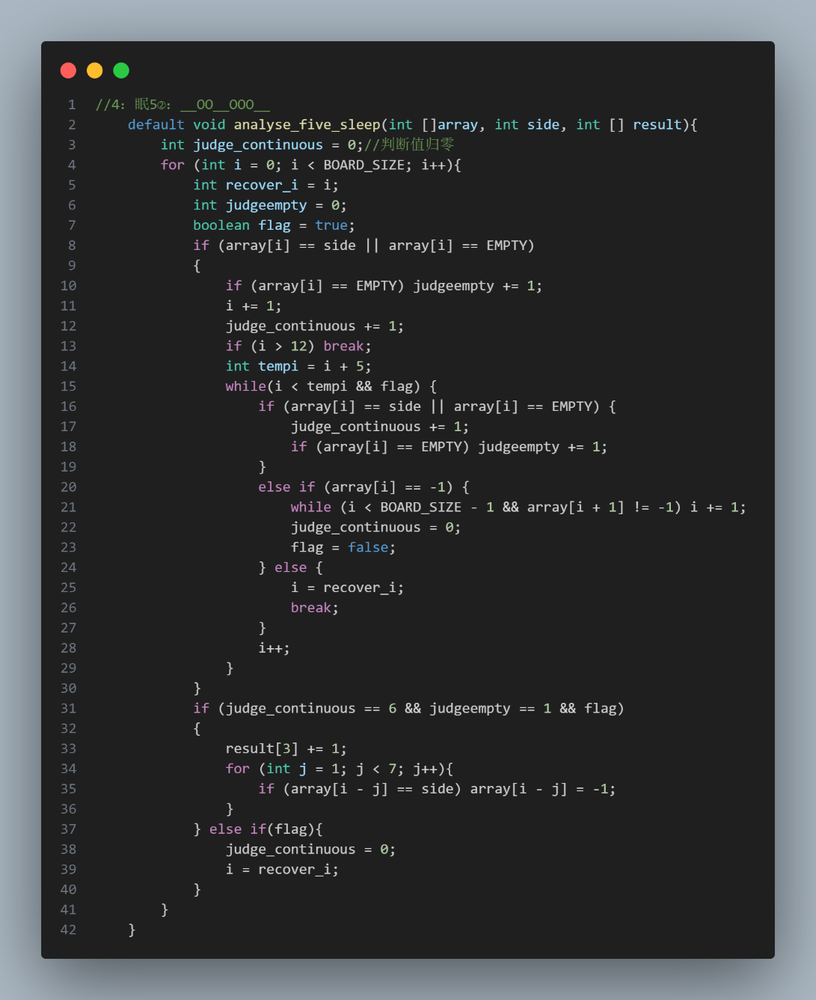 1 //4: 眠5②: __OO__OOO__
2     default void analyse_five_sleep(int []array, int side, int [] result){
3         int judge_continuous = 0;//判断值归零
4         for (int i = 0; i < BOARD_SIZE; i++){
5             int recover_i = i;
6             int judgeempty = 0;
7             boolean flag = true;
8             if (array[i] == side || array[i] == EMPTY)
9             {
10                 if (array[i] == EMPTY) judgeempty += 1;
11                 i += 1;
12                 judge_continuous += 1;
13                 if (i > 12) break;
14                 int tempi = i + 5;
15                 while(i < tempi && flag) {
16                     if (array[i] == side || array[i] == EMPTY) {
17                         judge_continuous += 1;
18                         if (array[i] == EMPTY) judgeempty += 1;
19                     }
20                     else if (array[i] == -1) {
21                         while (i < BOARD_SIZE - 1 && array[i + 1] != -1) i += 1;
22                         judge_continuous = 0;
23                         flag = false;
24                     } else {
25                         i = recover_i;
26                         break;
27                     }
28                     i++;
29                 }
30             }
31             if (judge_continuous == 6 && judgeempty == 1 && flag)
32             {
33                 result[3] += 1;
34                 for (int j = 1; j < 7; j++){
35                     if (array[i - j] == side) array[i - j] = -1;
36                 }
37             } else if(flag){
38                 judge_continuous = 0;
39                 i = recover_i;
40             }
41         }
42     }